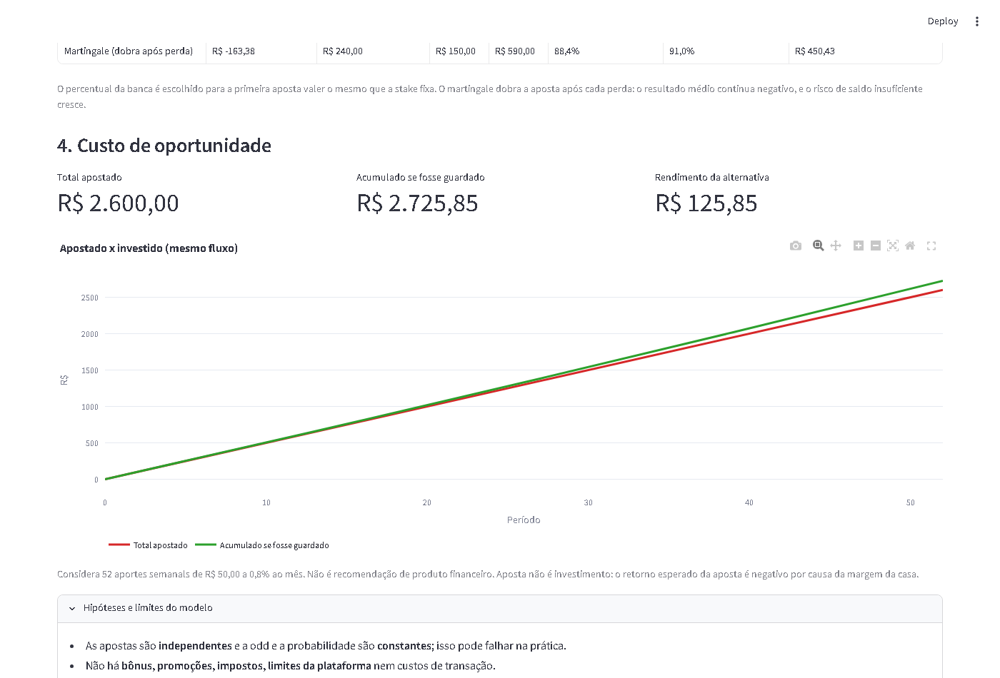 Deploy
Martingale (dobra após perda) R$ -163,38 R$ 240,00 R$ 150,00 R$ 590,00 88,4% 91,0% R$ 450,43
O percentual da banca é escolhido para a primeira aposta valer o mesmo que a stake fixa. O martingale dobra a aposta após cada perda: o resultado médio continua negativo, e o risco de saldo insuficiente
cresce.
4. Custo de oportunidade
Total apostado Acumulado se fosse guardado Rendimento da alternativa
R$ 2.600,00 R$ 2.725,85 R$ 125,85
Apostado x investido (mesmo fluxo)
2500
2000
1500
1000
500
0
R$
0 10 20 30 40 50
Período
Total apostado Acumulado se fosse guardado
Considera 52 aportes semanais de R$ 50,00 a 0,8% ao mês. Não é recomendação de produto financeiro. Aposta não é investimento: o retorno esperado da aposta é negativo por causa da margem da casa.
Hipóteses e limites do modelo
As apostas são independentes e a odd e a probabilidade são constantes; isso pode falhar na prática.
Não há bônus, promoções, impostos, limites da plataforma nem custos de transação.